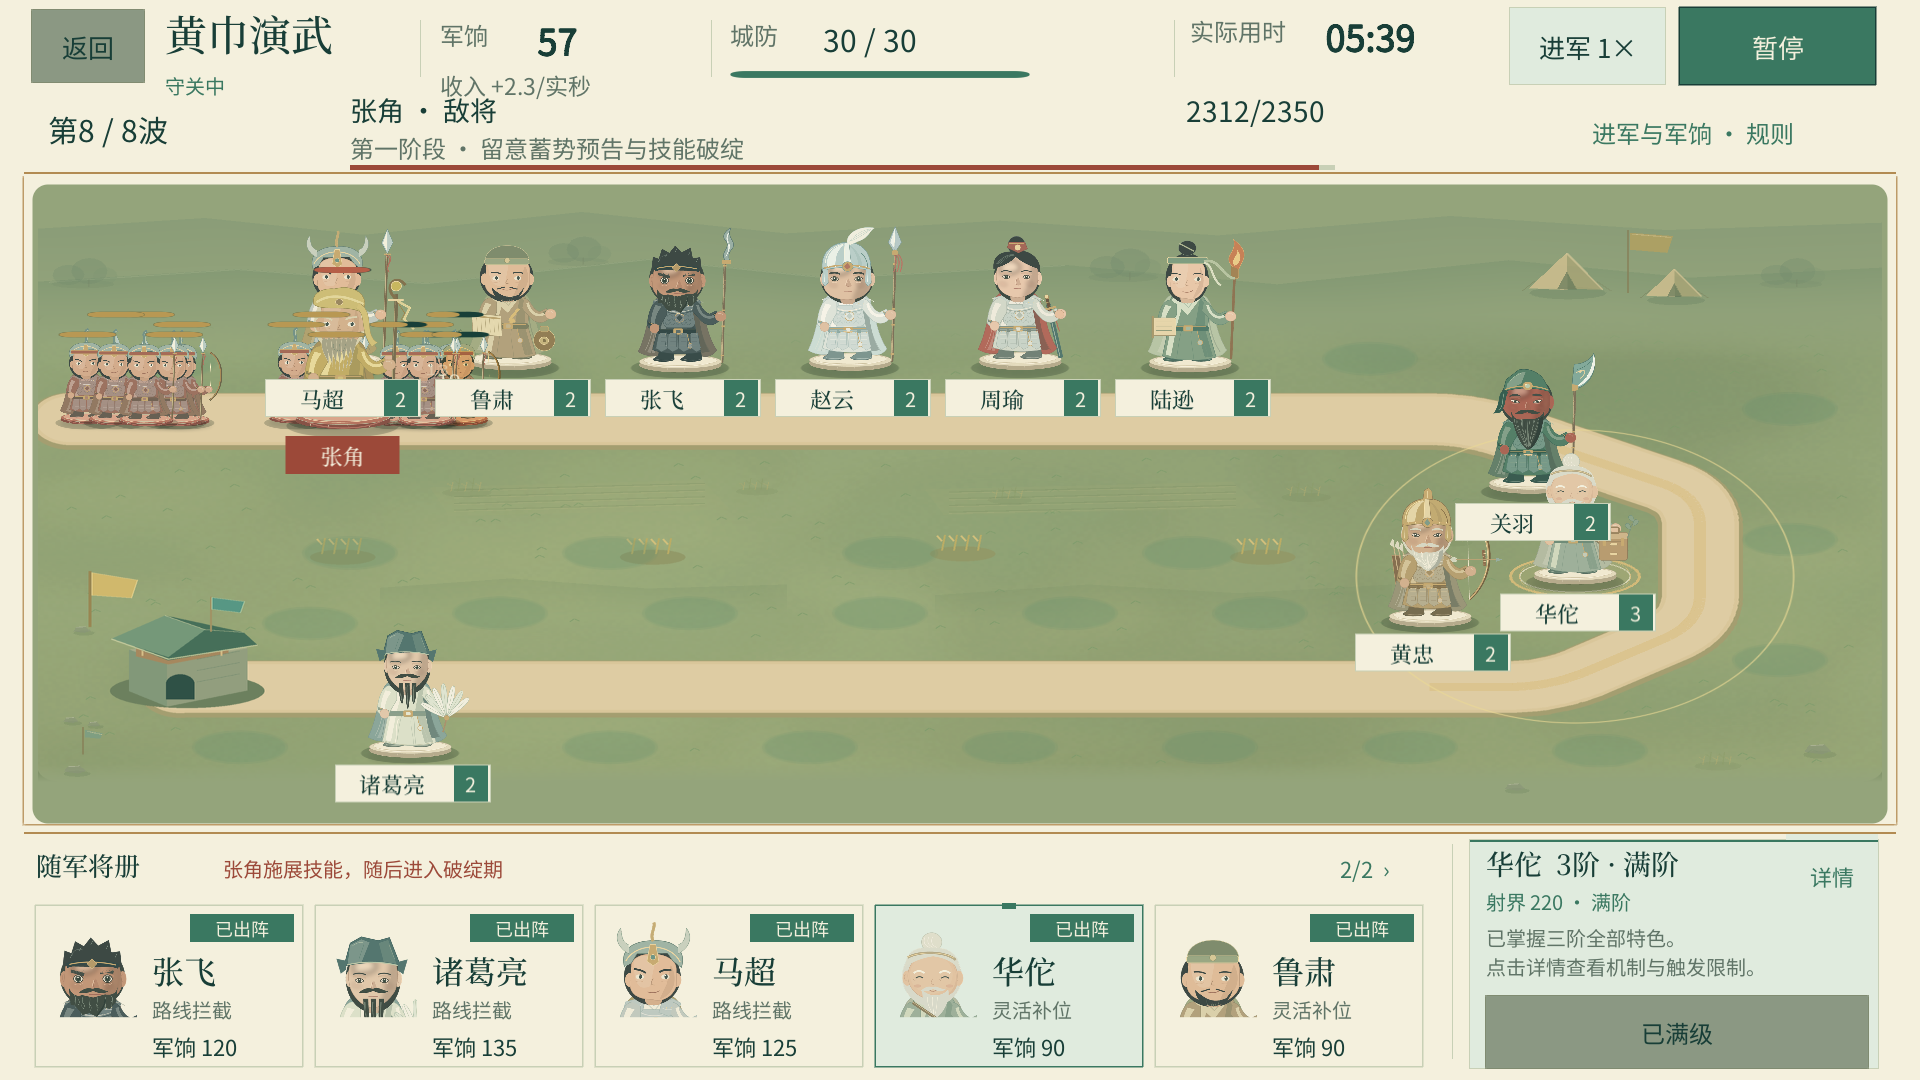 返回
黄巾演武
守关中
军饷 57
收入 +2.3/实秒
城防 30 / 30
实际用时 05:39
进军 1×
暂停
第8 / 8波
张角 · 敌将
2312/2350
第一阶段 · 留意蓄势预告与技能破绽
进军与军饷 · 规则
马超 2
鲁肃 2
张飞 2
赵云 2
周瑜 2
陆逊 2
张角
关羽 2
华佗 3
黄忠 2
诸葛亮 2
随军将册
张角施展技能，随后进入破绽期
2/2 ›
已出阵
张飞
路线拦截
军饷 120
已出阵
诸葛亮
路线拦截
军饷 135
已出阵
马超
路线拦截
军饷 125
已出阵
华佗
灵活补位
军饷 90
已出阵
鲁肃
灵活补位
军饷 90
华佗 3阶 · 满阶
详情
射界 220 · 满阶
已掌握三阶全部特色。
点击详情查看机制与触发限制。
已满级